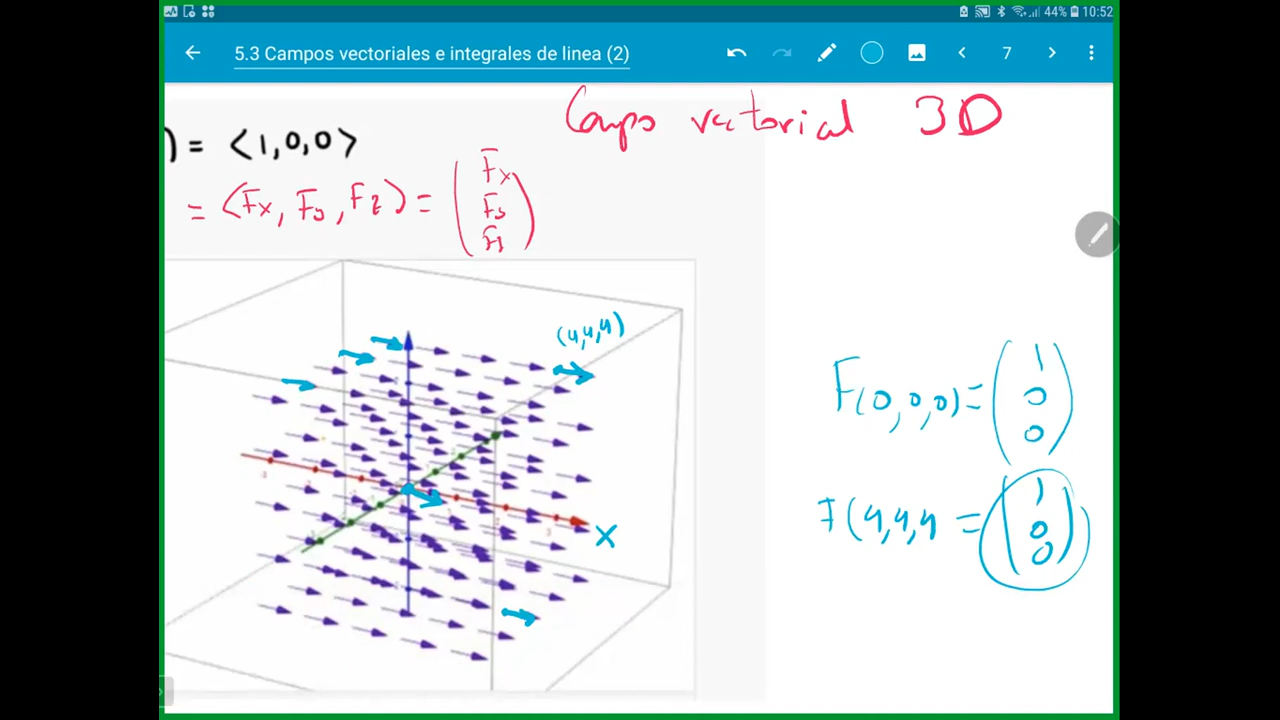 44% 10:52
5.3 Campos vectoriales e integrales de linea (2)
7
Campo vectorial 3D
) = <1,0,0>
= (Fx, Fy, Fz) = (Fx
Fy
Fz)
(4,4,4)
F(0,0,0)= (1
0
0)
F(4,4,4 = (1
0
0)
X